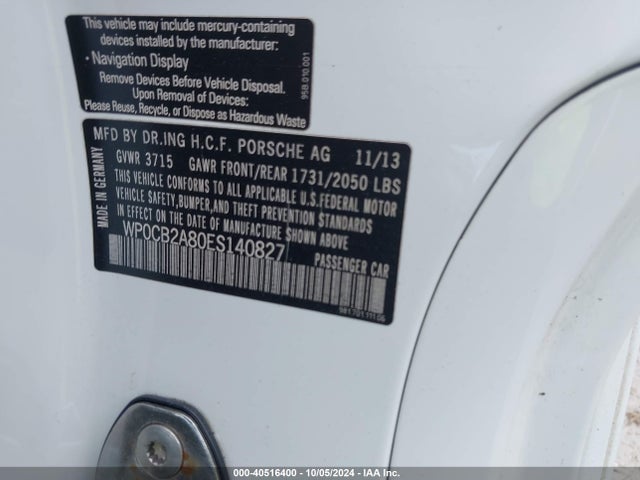 This vehicle may include mercury-containing
devices installed by the manufacturer:
• Navigation Display
Remove Devices Before Vehicle Disposal.
Upon Removal of Devices:
Please Reuse, Recycle, or Dispose as Hazardous Waste
95B.010.001
MFD BY DR.ING H.C.F. PORSCHE AG 11/13
GVWR 3715 GAWR FRONT/REAR 1731/2050 LBS
THIS VEHICLE CONFORMS TO ALL APPLICABLE U.S.FEDERAL MOTOR
VEHICLE SAFETY,BUMPER,AND THEFT PREVENTION STANDARDS
IN EFFECT ON THE DATE OF MANUFACTURE SHOWN ABOVE
WP0CB2A80ES140827
PASSENGER CAR
MADE IN GERMANY
98170131106
000-40516400 - 10/05/2024 - IAA Inc.